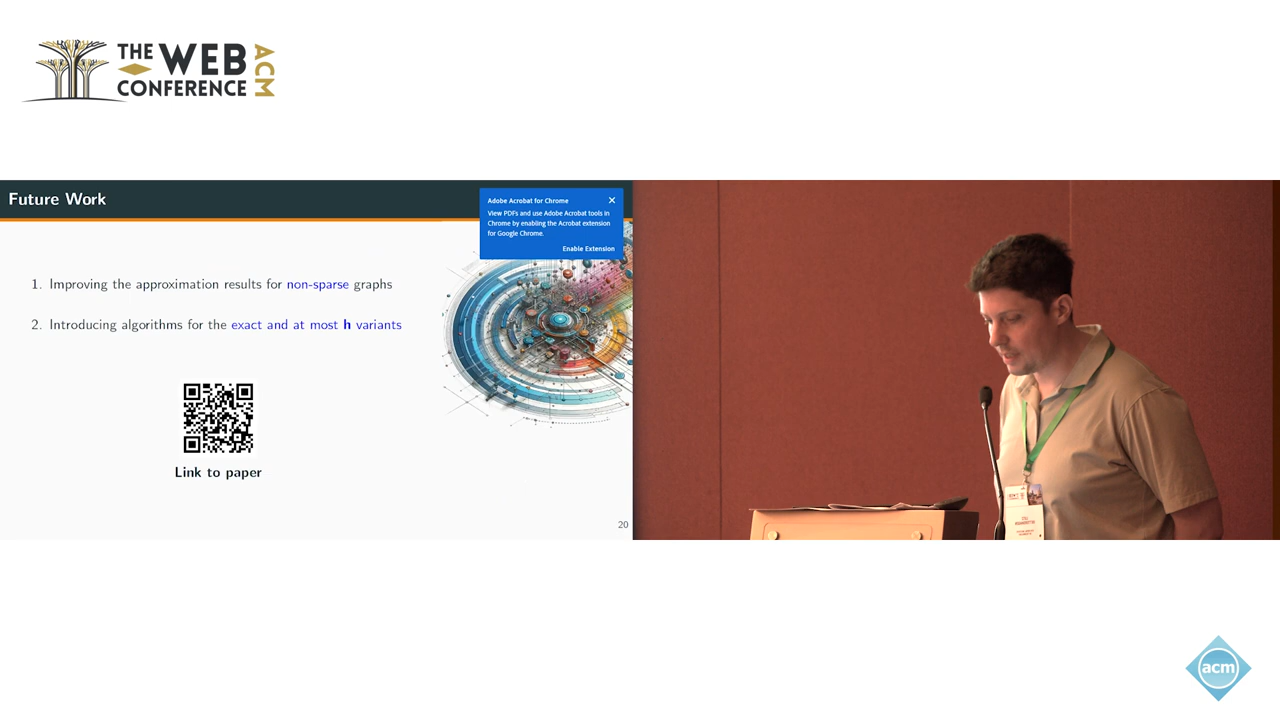 THE WEB
CONFERENCE
ACM
Future Work
Adobe Acrobat for Chrome
View PDFs and use Adobe Acrobat tools in
Chrome by enabling the Acrobat extension
for Google Chrome.
Enable Extension
1. Improving the approximation results for non-sparse graphs
2. Introducing algorithms for the exact and at most h variants
Link to paper
20
acm